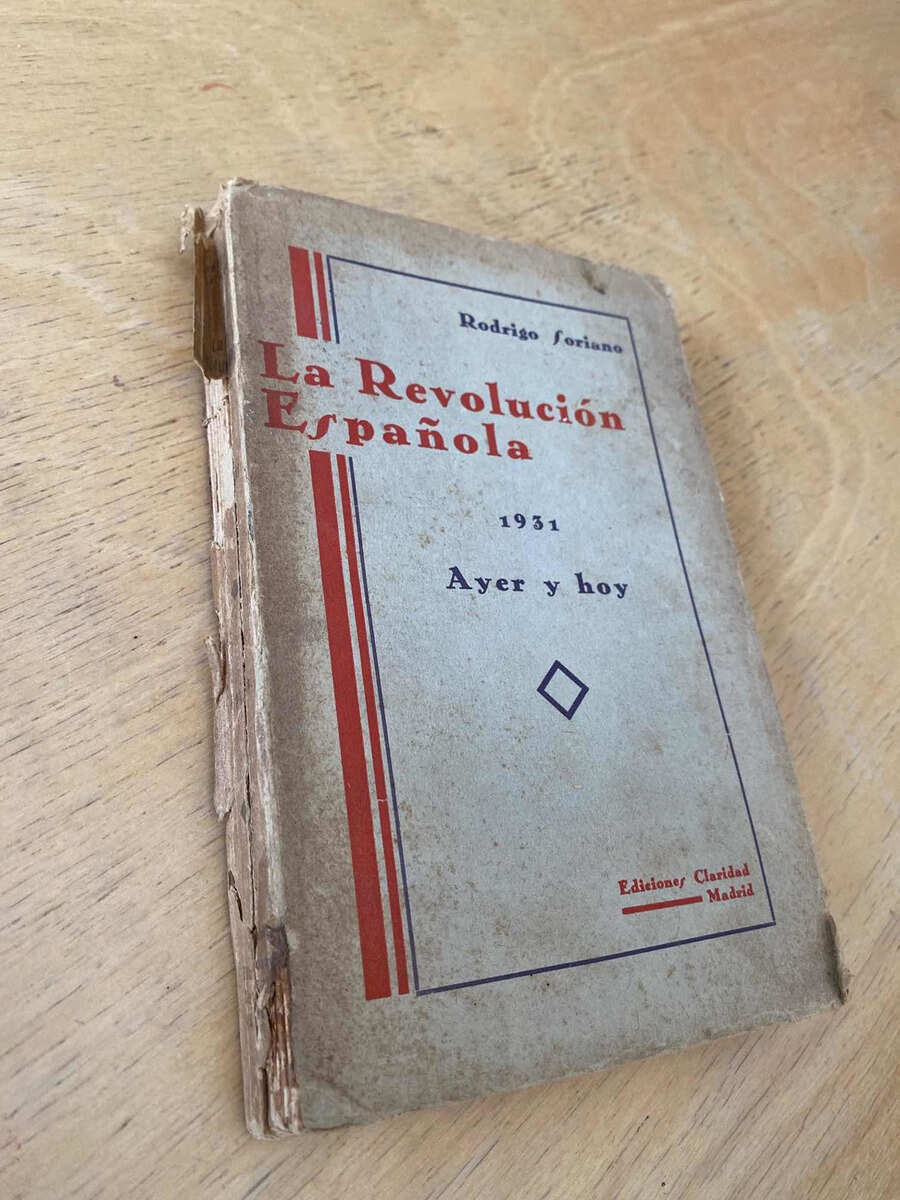 Rodrigo Soriano
La Revolución
Española
1931
Ayer y hoy
Ediciones Claridad
Madrid